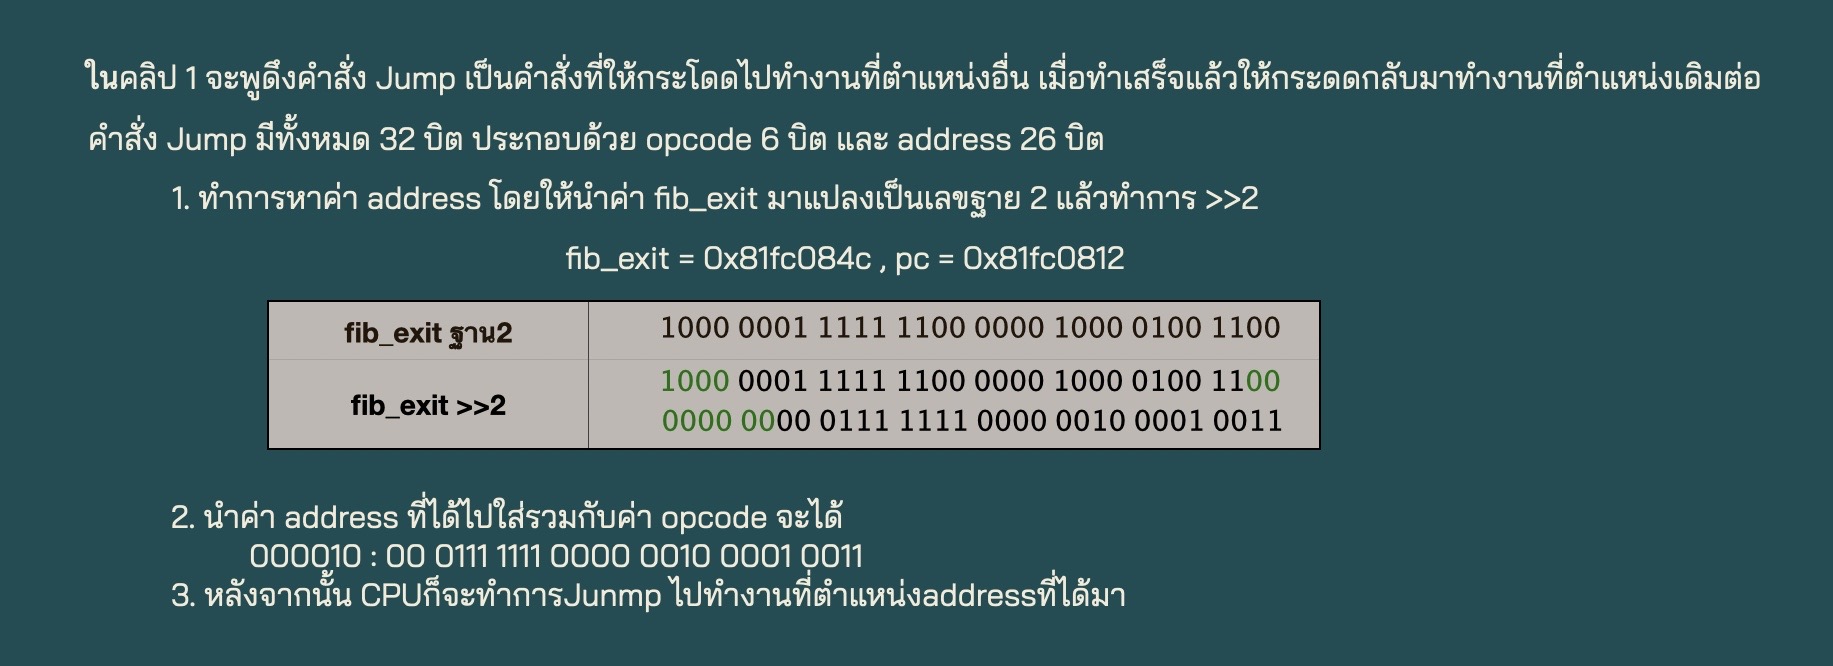 ในคลิป 1 จะพูดึงคำสั่ง Jump เป็นคำสั่งที่ให้กระโดดไปทำงานที่ตำแหน่งอื่น เมื่อทำเสร็จแล้วให้กระดดกลับมาทำงานที่ตำแหน่งเดิมต่อ
คำสั่ง Jump มีทั้งหมด 32 บิต ประกอบด้วย opcode 6 บิต และ address 26 บิต
1. ทำการหาค่า address โดยให้นำค่า fib_exit มาแปลงเป็นเลขฐาย 2 แล้วทำการ >>2
fib_exit = 0x81fc084c , pc = 0x81fc0812
fib_exit ฐาน2 1000 0001 1111 1100 0000 1000 0100 1100
fib_exit >>2 1000 0001 1111 1100 0000 1000 0100 1100
0000 0000 0111 1111 0000 0010 0001 0011
2. นำค่า address ที่ได้ไปใส่รวมกับค่า opcode จะได้
000010 : 00 0111 1111 0000 0010 0001 0011
3. หลังจากนั้น CPUก็จะทำการJunmp ไปทำงานที่ตำแหน่งaddressที่ได้มา